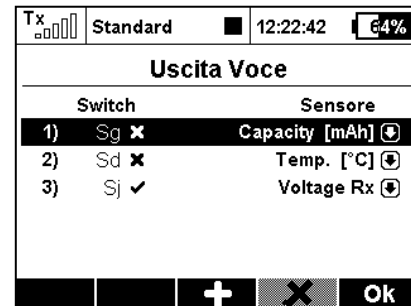 Tx Standard 12:22:42 64%
Uscita Voce
Switch Sensore
1) Sg ✖ Capacity [mAh]
2) Sd ✖ Temp. [°C]
3) Sj ✔ Voltage Rx
Ok